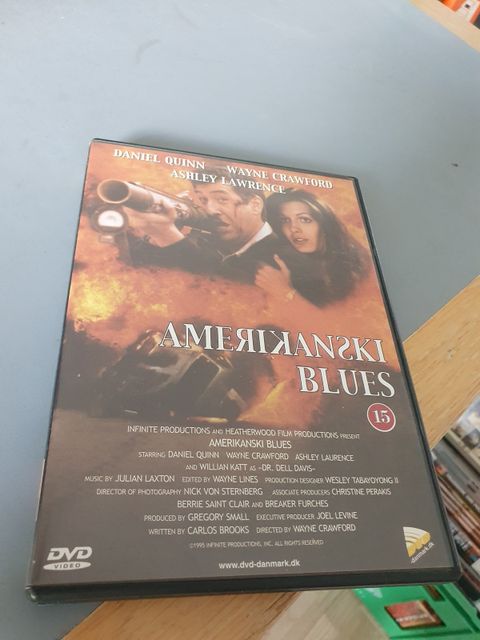 DANIEL QUINN WAYNE CRAWFORD
ASHLEY LAWRENCE
AMEЯIKANSKI
BLUES
15
INFINITE PRODUCTIONS AND HEATHERWOOD FILM PRODUCTIONS PRESENT
AMERIKANSKI BLUES
STARRING DANIEL QUINN WAYNE CRAWFORD ASHLEY LAURENCE
AND WILLIAN KATT AS «DR. DELL DAVIS»
MUSIC BY JULIAN LAXTON EDITED BY WAYNE LINES PRODUCTION DESIGNER WESLEY TABAYOYONG II
DIRECTOR OF PHOTOGRAPHY NICK VON STERNBERG ASSOCIATE PRODUCERS CHRISTINE PERAKIS
BERRIE SAINT CLAIR AND BREAKER FURCHES
PRODUCED BY GREGORY SMALL EXECUTIVE PRODUCER JOEL LEVINE
WRITTEN BY CARLOS BROOKS DIRECTED BY WAYNE CRAWFORD
©1995 INFINITE PRODUCTIONS, INC. ALL RIGHTS RESERVED
DVD
VIDEO
www.dvd-danmark.dk
-danmark.dk